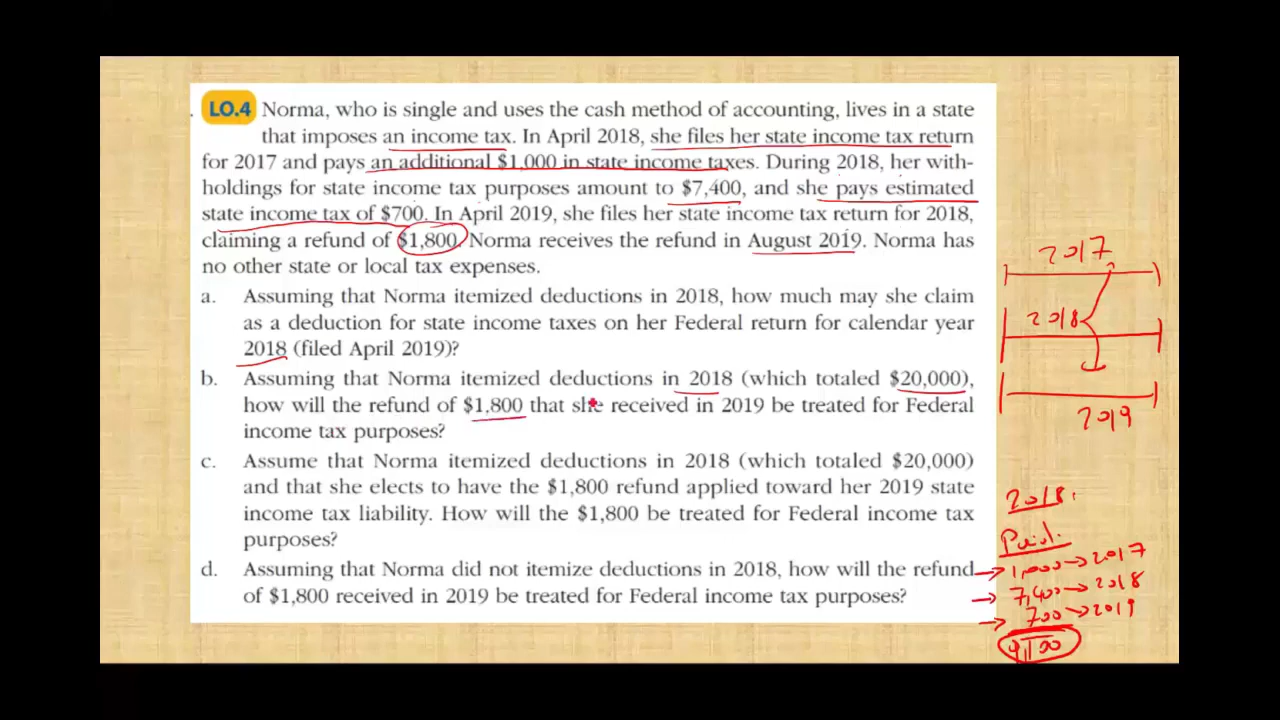 LO.4 Norma, who is single and uses the cash method of accounting, lives in a state
that imposes an income tax. In April 2018, she files her state income tax return
for 2017 and pays an additional $1,000 in state income taxes. During 2018, her with-
holdings for state income tax purposes amount to $7,400, and she pays estimated
state income tax of $700. In April 2019, she files her state income tax return for 2018,
claiming a refund of $1,800. Norma receives the refund in August 2019. Norma has
no other state or local tax expenses.
a. Assuming that Norma itemized deductions in 2018, how much may she claim
as a deduction for state income taxes on her Federal return for calendar year
2018 (filed April 2019)?
b. Assuming that Norma itemized deductions in 2018 (which totaled $20,000),
how will the refund of $1,800 that she received in 2019 be treated for Federal
income tax purposes?
c. Assume that Norma itemized deductions in 2018 (which totaled $20,000)
and that she elects to have the $1,800 refund applied toward her 2019 state
income tax liability. How will the $1,800 be treated for Federal income tax
purposes?
d. Assuming that Norma did not itemize deductions in 2018, how will the refund
of $1,800 received in 2019 be treated for Federal income tax purposes?
2017
2018
2019
2018.
Paid.
→ 1,000 → 2017
→ 7,400 → 2018
→ 700 → 2019
9,100